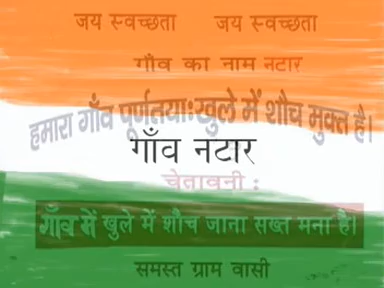 जय स्वच्छता जय स्वच्छता
गाँव का नाम नटार
हमारा गाँव पूर्णतयाःखुले में शौच मुक्त है।
गाँव नटार
चेतावनी :
गाँव में खुले में शौच जाना सख्त मना है।
समस्त ग्राम वासी